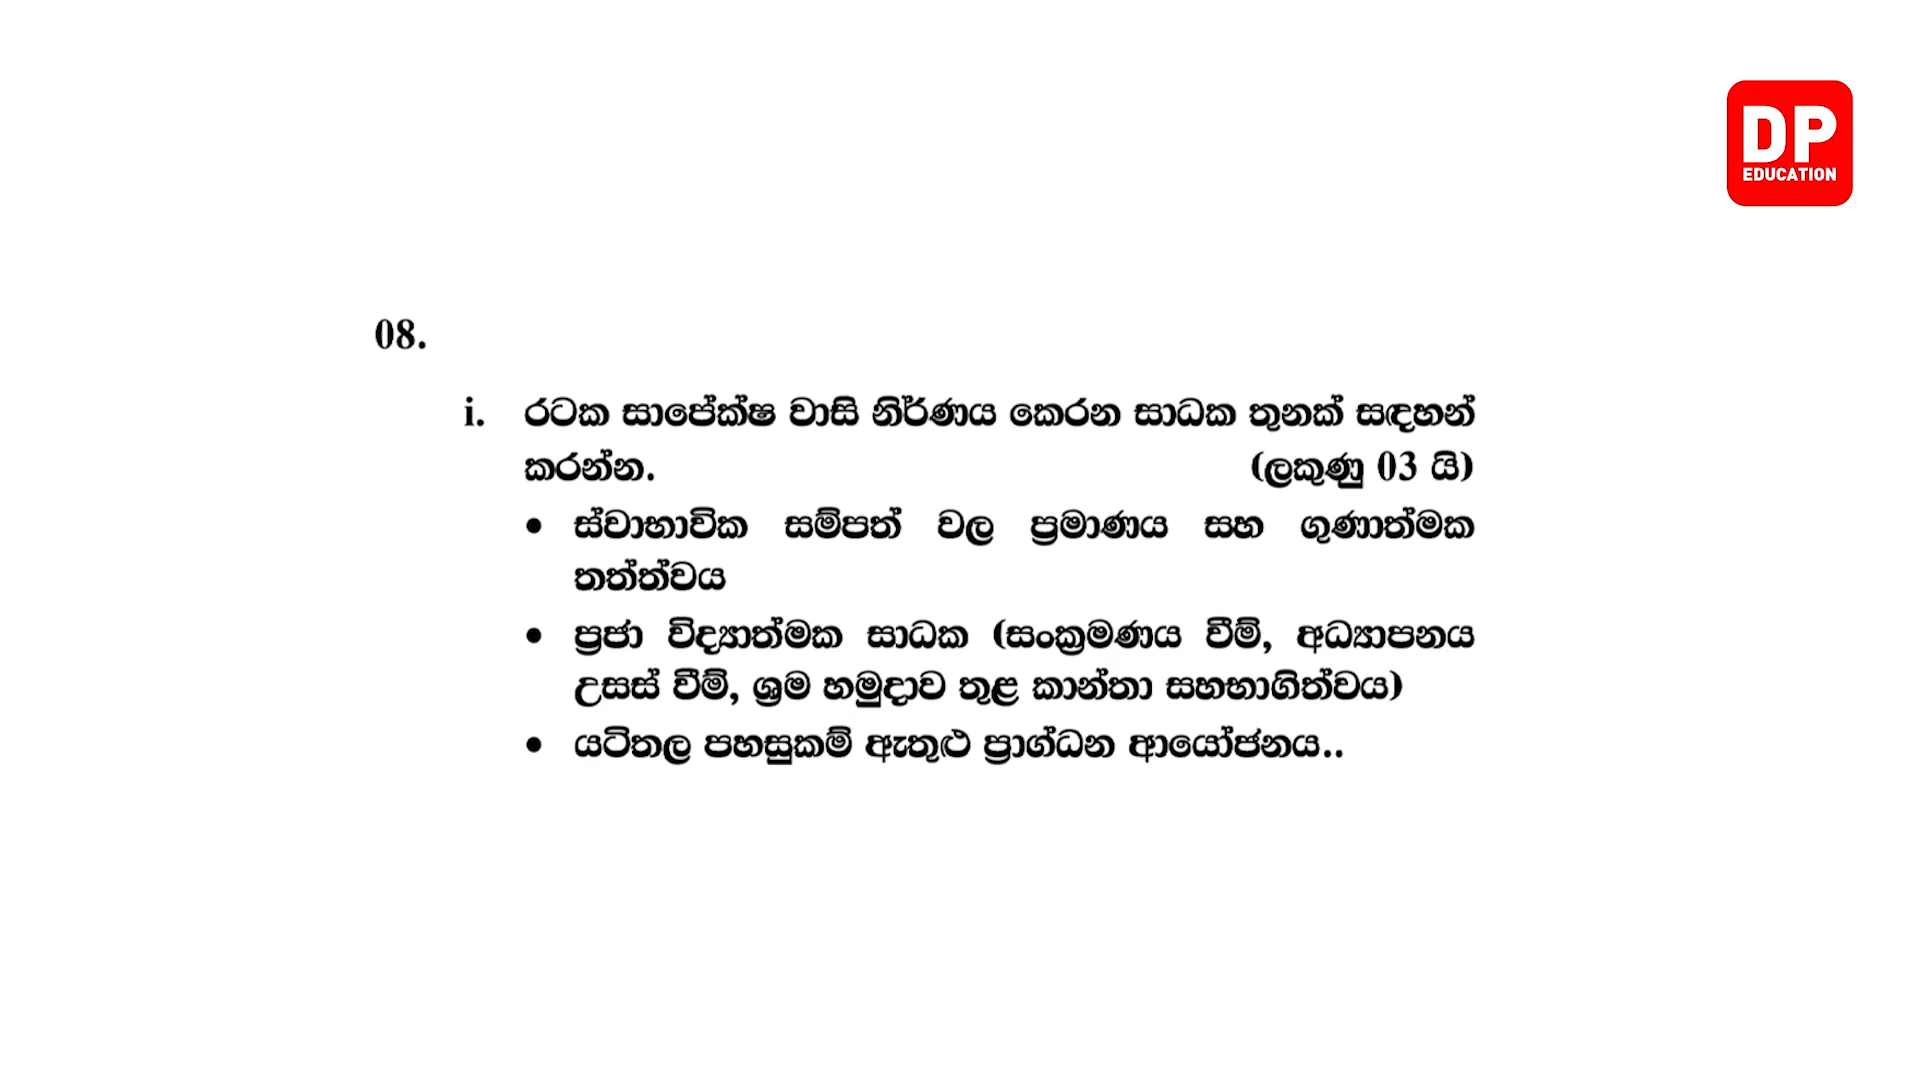 DP
EDUCATION
08.
i. රටක සාපේක්ෂ වාසි නිර්ණය කෙරන සාධක තුනක් සඳහන්
කරන්න. (ලකුණු 03 යි)
• ස්වාභාවික සම්පත් වල ප්‍රමාණය සහ ගුණාත්මක
තත්ත්වය
• ප්‍රජා විද්‍යාත්මක සාධක (සංක්‍රමණය වීම්, අධ්‍යාපනය
උසස් වීම්, ශ්‍රම හමුදාව තුළ කාන්තා සහභාගිත්වය)
• යටිතල පහසුකම් ඇතුළු ප්‍රාග්ධන ආයෝජනය..